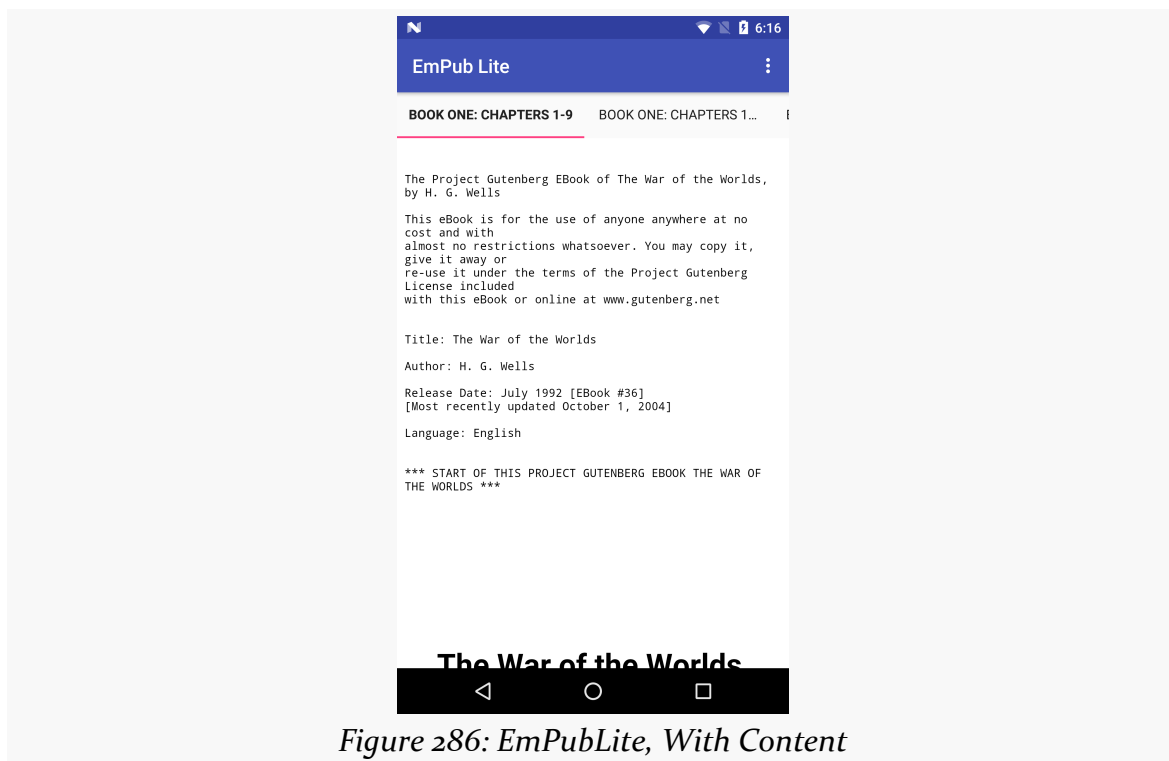 6:16
EmPub Lite
BOOK ONE: CHAPTERS 1-9 BOOK ONE: CHAPTERS 1...
The Project Gutenberg EBook of The War of the Worlds,
by H. G. Wells
This eBook is for the use of anyone anywhere at no
cost and with
almost no restrictions whatsoever. You may copy it,
give it away or
re-use it under the terms of the Project Gutenberg
License included
with this eBook or online at www.gutenberg.net
Title: The War of the Worlds
Author: H. G. Wells
Release Date: July 1992 [EBook #36]
[Most recently updated October 1, 2004]
Language: English
*** START OF THIS PROJECT GUTENBERG EBOOK THE WAR OF
THE WORLDS ***
The War of the Worlds
Figure 286: EmPubLite, With Content